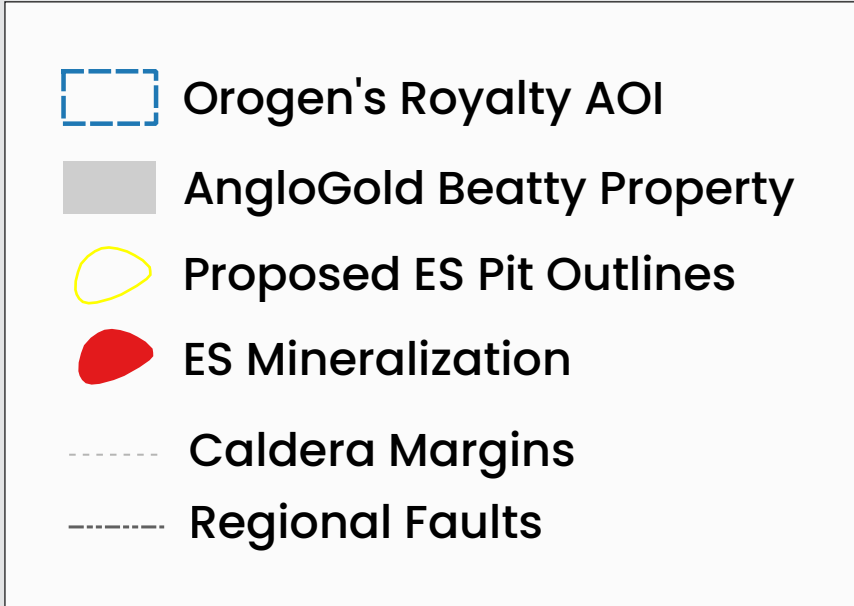 Orogen's Royalty AOI
AngloGold Beatty Property
Proposed ES Pit Outlines
ES Mineralization
Caldera Margins
Regional Faults